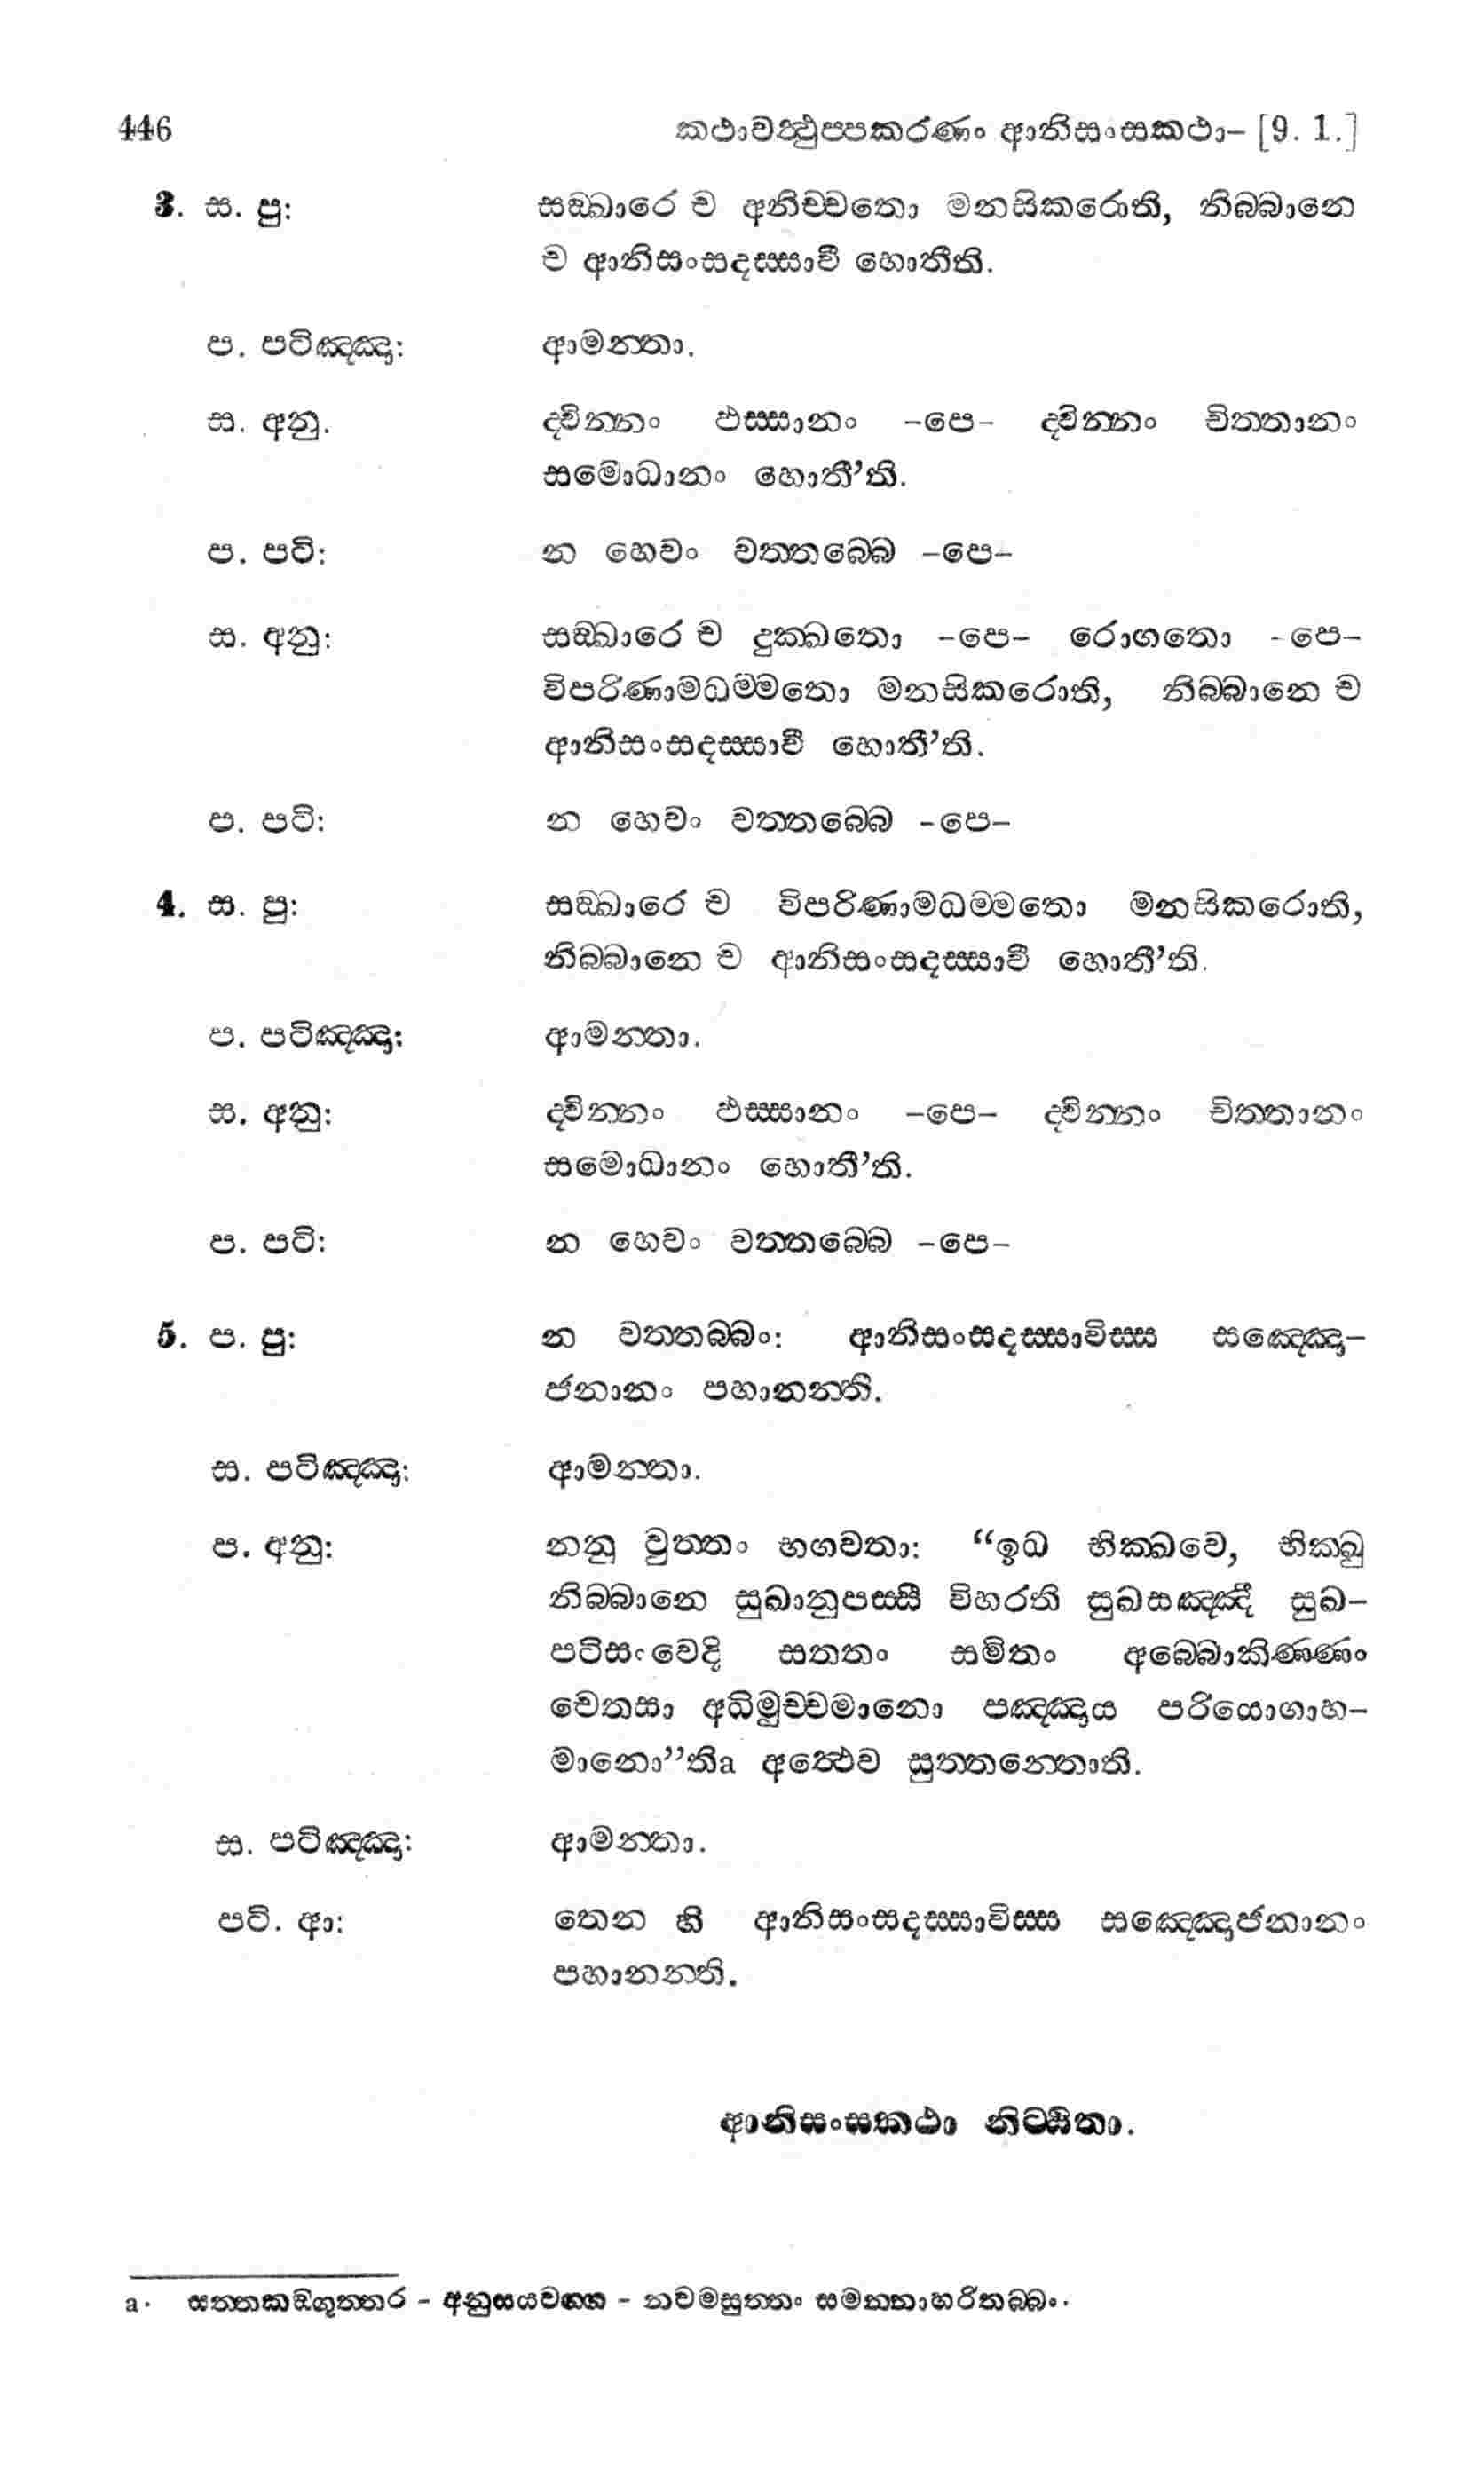 446 කථාවත්‍ථුප්‍පකරණං ආනිසංසකථා– [9. 1.]
3. ස. පු: සඞ්ඛාරෙ ච අනිච්චතො මනසිකරොති, නිබ්බානෙ
ච ආනිසංසදස්සාවී හොතීති.
ප. පටිඤ්ඤා: ආමන්තා.
ස. අනු. ද්වින්නං ඵස්සානං -පෙ- ද්වින්නං චිත්තානං
සමොධානං හොතී’ති.
ප. පටි: න හෙවං වත්තබ්බෙ -පෙ-
ස. අනු: සඞ්ඛාරෙ ච දුක්ඛතො -පෙ- රොගතො -පෙ-
විපරිණාමධම්මතො මනසිකරොති, නිබ්බානෙ ච
ආනිසංසදස්සාවී හොතී’ති.
ප. පටි: න හෙවං වත්තබ්බෙ -පෙ-
4. ස. පු: සඞ්ඛාරෙ ච විපරිණාමධම්මතො මනසිකරොති,
නිබ්බානෙ ච ආනිසංසදස්සාවී හොතී’ති.
ප. පටිඤ්ඤා: ආමන්තා.
ස. අනු: ද්වින්නං ඵස්සානං -පෙ- ද්වින්නං චිත්තානං
සමොධානං හොතී’ති.
ප. පටි: න හෙවං වත්තබ්බෙ -පෙ-
5. ප. පු: න වත්තබ්බං: ආනිසංසදස්සාවිස්ස සඤ්ඤො-
ජනානං පහානන්ති.
ස. පටිඤ්ඤා: ආමන්තා.
ප. අනු: නනු වුත්තං භගවතා: “ඉධ භික්ඛවෙ, භික්ඛු
නිබ්බානෙ සුඛානුපස්සී විහරති සුඛසඤ්ඤී සුඛ-
පටිසංවෙදි සතතං සමිතං අබ්බොකිණ්ණං
චෙතසා අධිමුච්චමානො පඤ්ඤාය පරියොගාහ-
මානො”තිa අත්ථෙව සුත්තන්තොති.
ස. පටිඤ්ඤා: ආමන්තා.
පටි. ආ: තෙන හි ආනිසංසදස්සාවිස්ස සඤ්ඤොජනානං
පහානන්ති.
ආනිසංසකථා නිට්ඨිතා.
a. සත්තකඞ්ගුත්තර - අනුසයවග්ග - නවමසුත්තං සමන්නාහරිතබ්බං.